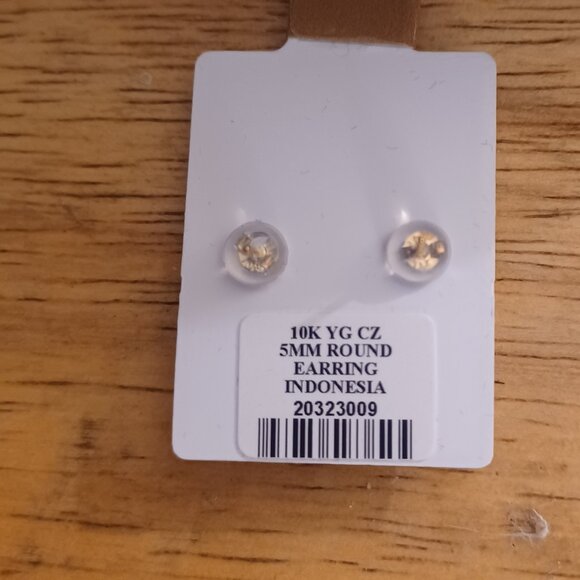 10K YG CZ
5MM ROUND
EARRING
INDONESIA
20323009